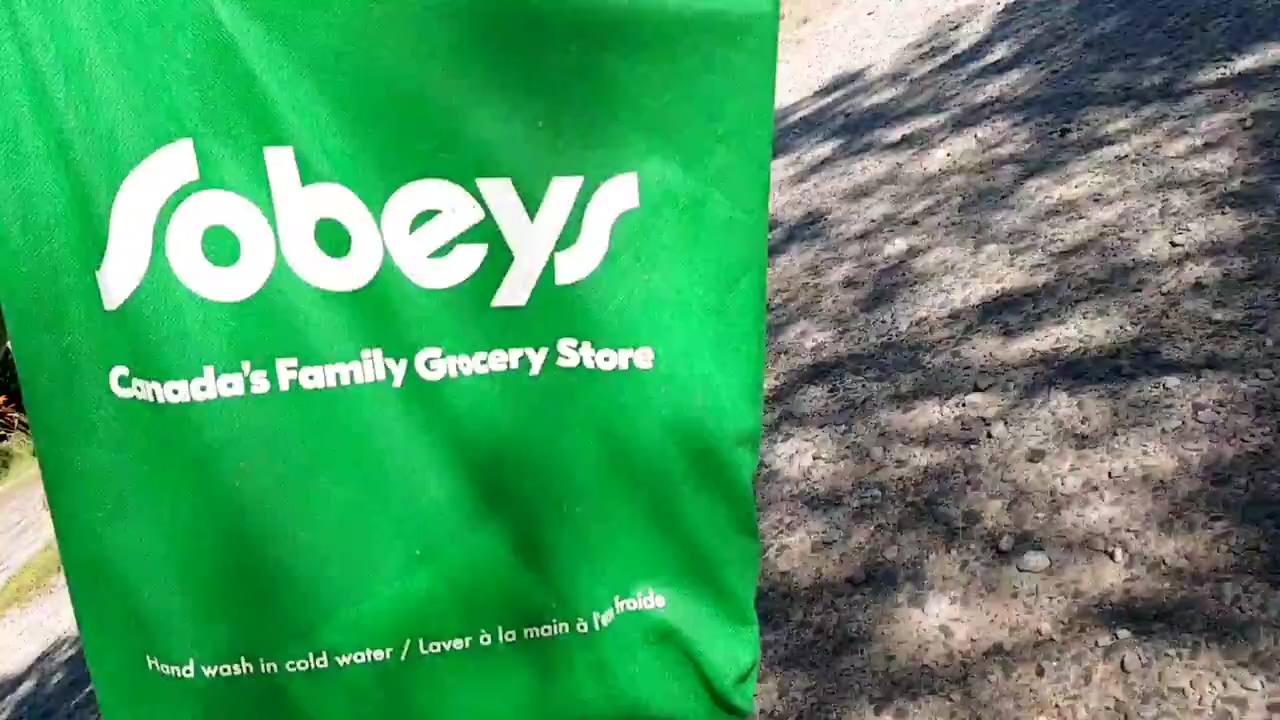 Sobeys
Canada's Family Grocery Store
Hand wash in cold water / Laver à la main à l'eau froide